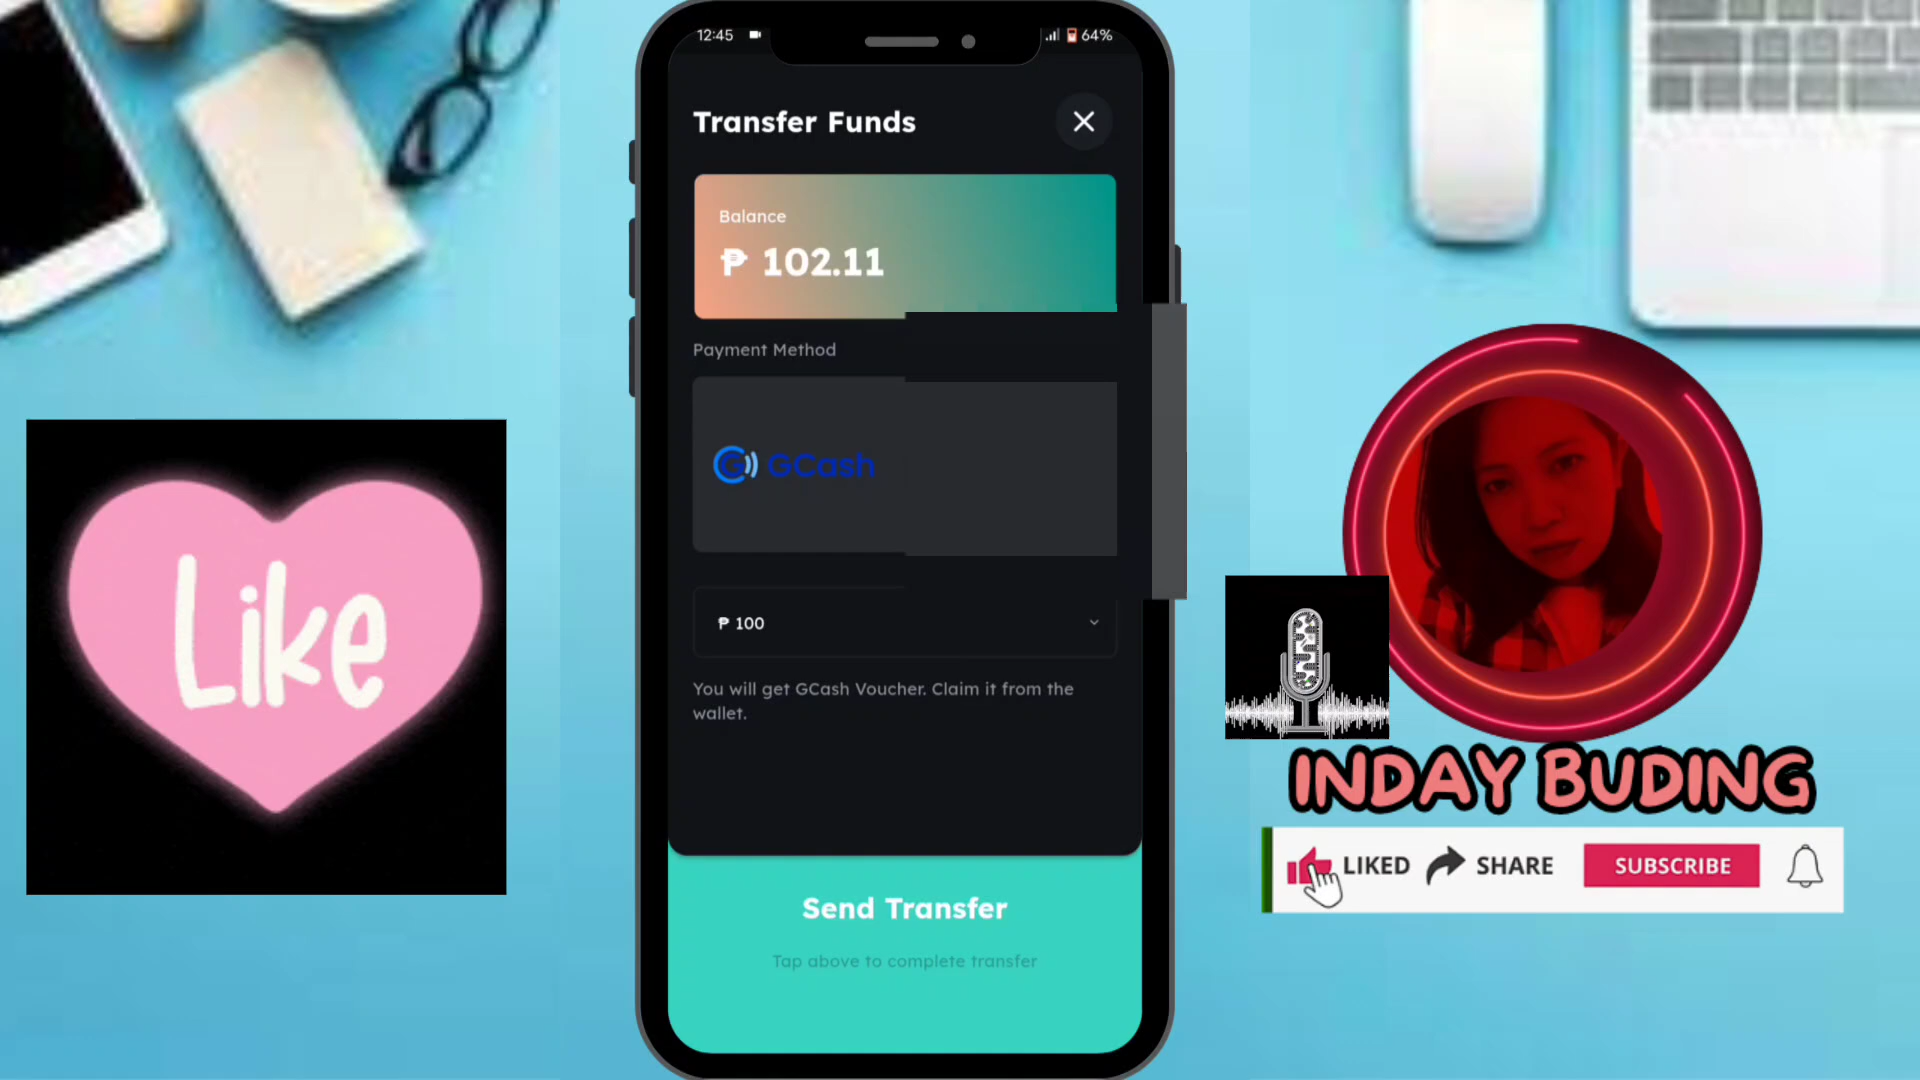 12:45
64%
Transfer Funds
Balance
₱ 102.11
Payment Method
GCash
₱ 100
You will get GCash Voucher. Claim it from the
wallet.
Send Transfer
Tap above to complete transfer
Like
INDAY BUDING
LIKED
SHARE
SUBSCRIBE